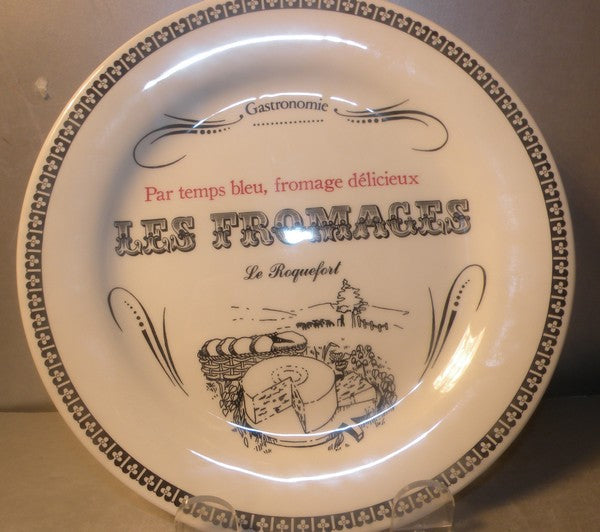 Gastronomie
Par temps bleu, fromage délicieux
LES FROMAGES
Le Roquefort